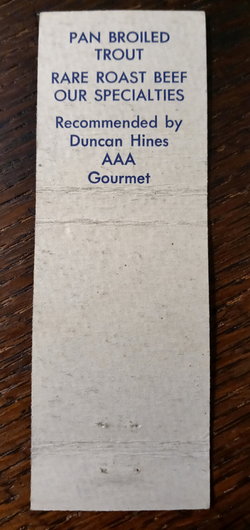 PAN BROILED
TROUT
RARE ROAST BEEF
OUR SPECIALTIES
Recommended by
Duncan Hines
AAA
Gourmet